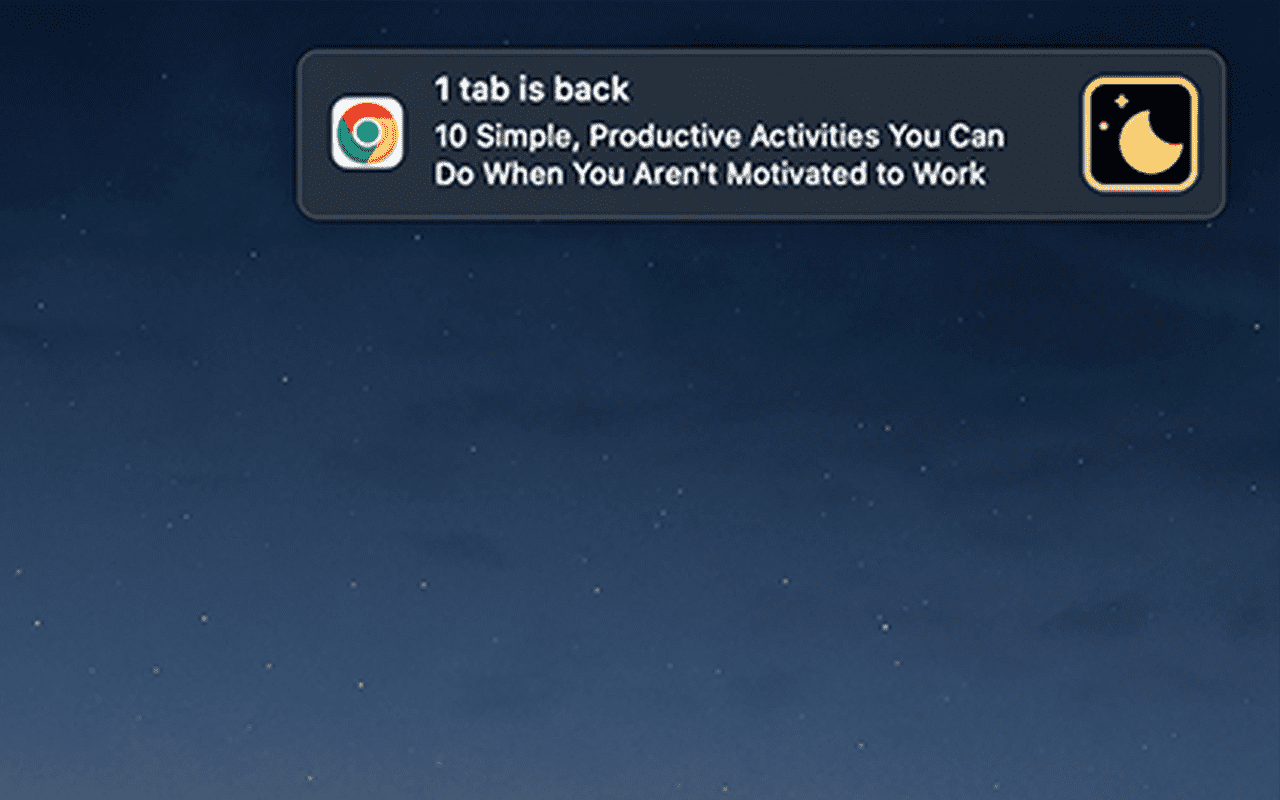 1 tab is back
10 Simple, Productive Activities You Can
Do When You Aren't Motivated to Work